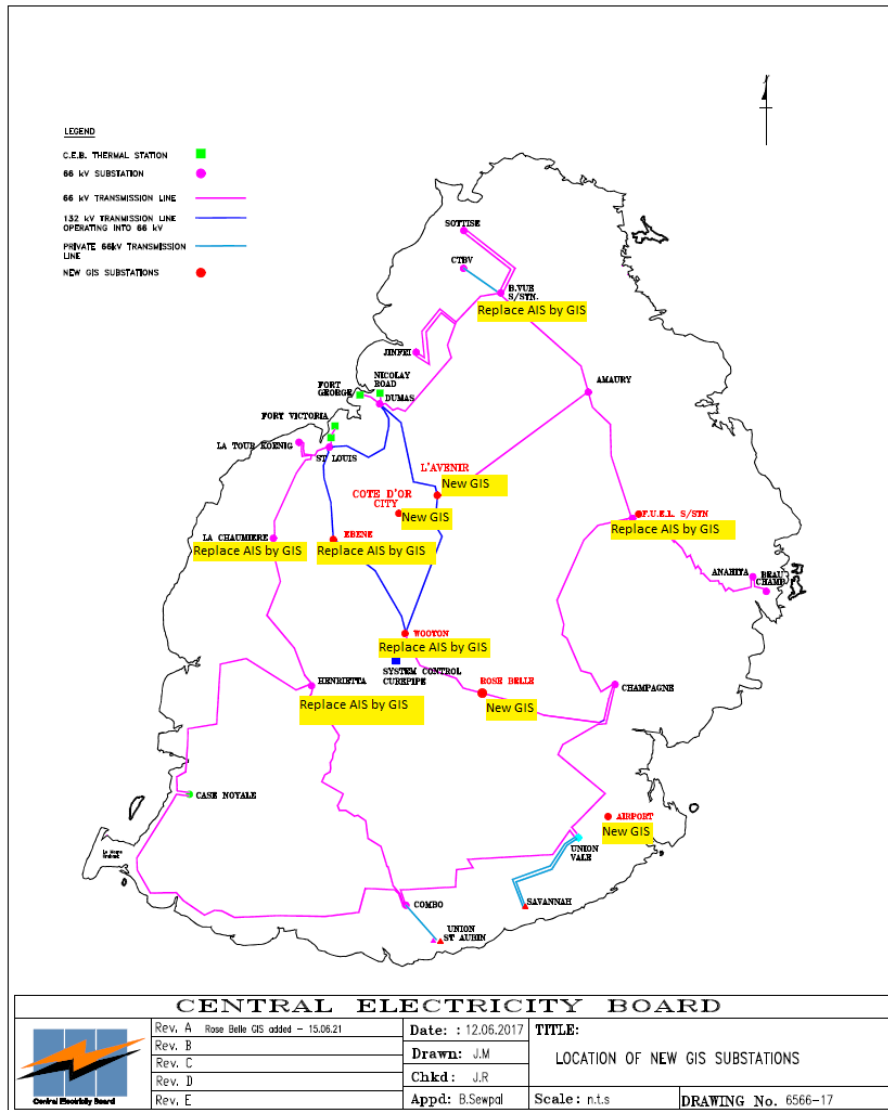 LEGEND
C.E.B. THERMAL STATION
66 kV SUBSTATION
66 kV TRANSMISSION LINE
132 kV TRANMISSION LINE
OPERATING INTO 66 kV
PRIVATE 66kV TRANSMISSION
LINE
NEW GIS SUBSTATIONS
SOTTISE
CTBV
B.VUE
S/SYN.
Replace AIS by GIS
JINFEI
NICOLAY
ROAD
FORT
GEORGE
DUMAS
AMAURY
FORT VICTORIA
LA TOUR KOENIG
ST LOUIS
L'AVENIR
New GIS
COTE D'OR
CITY
New GIS
F.U.E.L S/STN
Replace AIS by GIS
LA CHAUMIERE
Replace AIS by GIS
EBENE
Replace AIS by GIS
ANAHITA
BEAU
CHAMP
WOOTON
Replace AIS by GIS
SYSTEM CONTROL
CUREPIPE
HENRIETTA
Replace AIS by GIS
ROSE BELLE
New GIS
CHAMPAGNE
CASE NOYALE
AIRPORT
New GIS
UNION
VALE
COMBO
SAVANNAH
UNION
ST AUBIN
CENTRAL ELECTRICITY BOARD
Central Electricity Board
Rev. A Rose Belle GIS added - 15.06.21
Rev. B
Rev. C
Rev. D
Rev. E
Date: : 12.06.2017
Drawn: J.M
Chkd: J.R
Appd: B.Sewpal
TITLE:
LOCATION OF NEW GIS SUBSTATIONS
Scale: n.t.s
DRAWING No. 6566-17